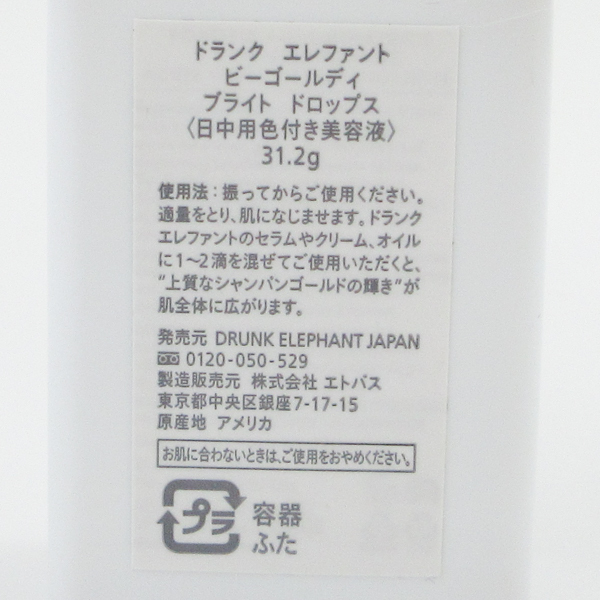 ドランク エレファント
ビーゴールディ
ブライト ドロップス
〈日中用色付き美容液〉
31.2g
使用法：振ってからご使用ください。
適量をとり、肌になじませます。ドランク
エレファントのセラムやクリーム、オイル
に1〜2滴を混ぜてご使用いただくと、
“上質なシャンパンゴールドの輝き”が
肌全体に広がります。
発売元 DRUNK ELEPHANT JAPAN
0120-050-529
製造販売元 株式会社 エトバス
東京都中央区銀座7-17-15
原産地 アメリカ
お肌に合わないときは、ご使用をおやめください。
プラ
容器
ふた